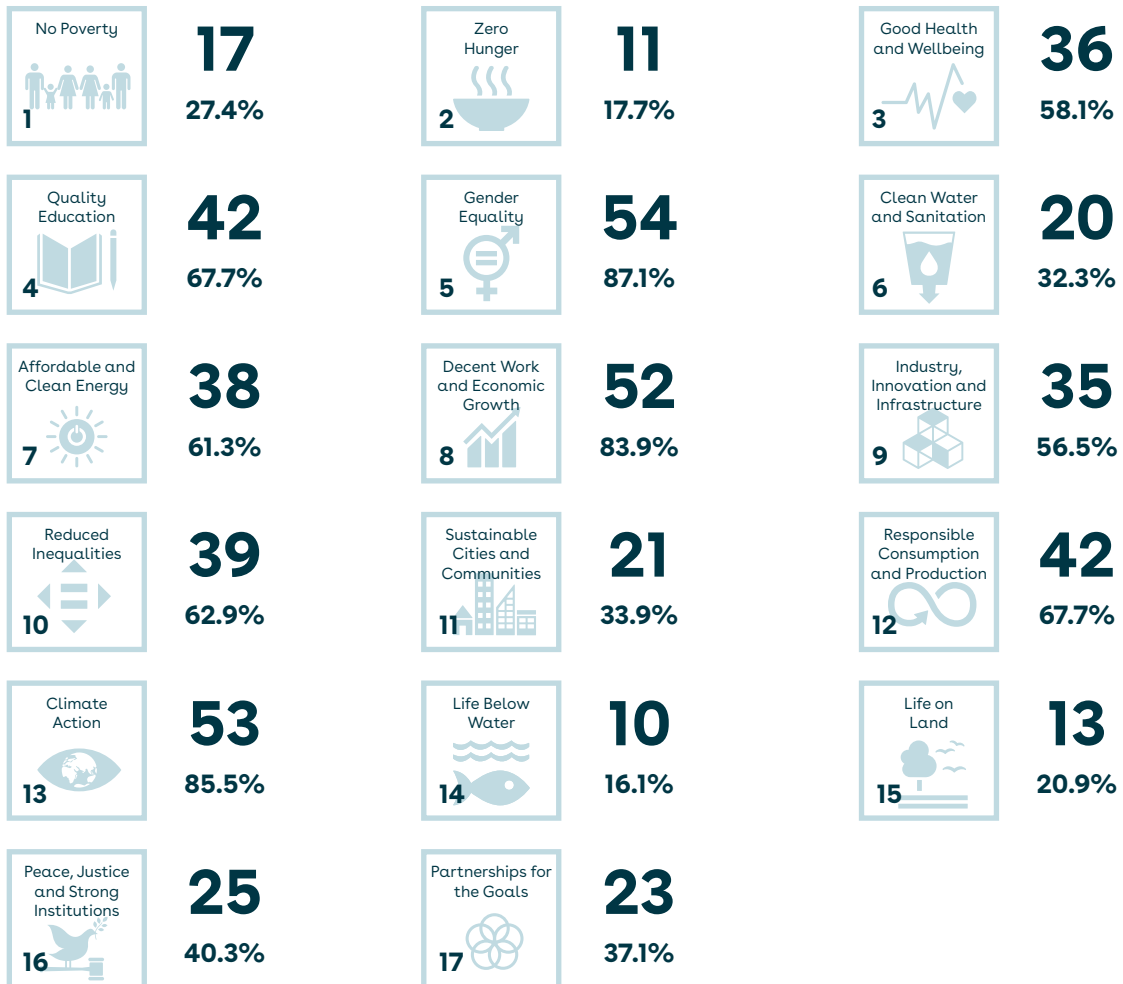 No Poverty
1
17
27.4%
Zero
Hunger
2
11
17.7%
Good Health
and Wellbeing
3
36
58.1%
Quality
Education
4
42
67.7%
Gender
Equality
5
54
87.1%
Clean Water
and Sanitation
6
20
32.3%
Affordable and
Clean Energy
7
38
61.3%
Decent Work
and Economic
Growth
8
52
83.9%
Industry,
Innovation and
Infrastructure
9
35
56.5%
Reduced
Inequalities
10
39
62.9%
Sustainable
Cities and
Communities
11
21
33.9%
Responsible
Consumption
and Production
12
42
67.7%
Climate
Action
13
53
85.5%
Life Below
Water
14
10
16.1%
Life on
Land
15
13
20.9%
Peace, Justice
and Strong
Institutions
16
25
40.3%
Partnerships for
the Goals
17
23
37.1%